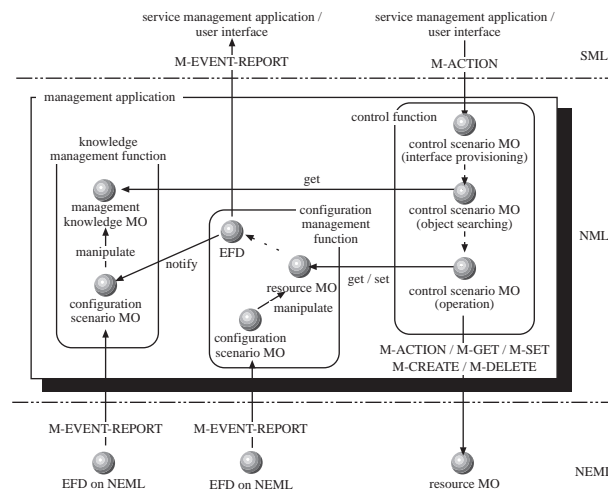 service management application /
user interface
service management application /
user interface
M-EVENT-REPORT
M-ACTION
SML
management application
control function
knowledge
management function
control scenario MO
(interface provisioning)
get
management
knowledge MO
control scenario MO
(object searching)
configuration
management
function
NML
manipulate
EFD
notify
resource MO
get / set
configuration
scenario MO
manipulate
control scenario MO
(operation)
configuration
scenario MO
M-ACTION / M-GET / M-SET
M-CREATE / M-DELETE
M-EVENT-REPORT
M-EVENT-REPORT
EFD on NEML
EFD on NEML
resource MO